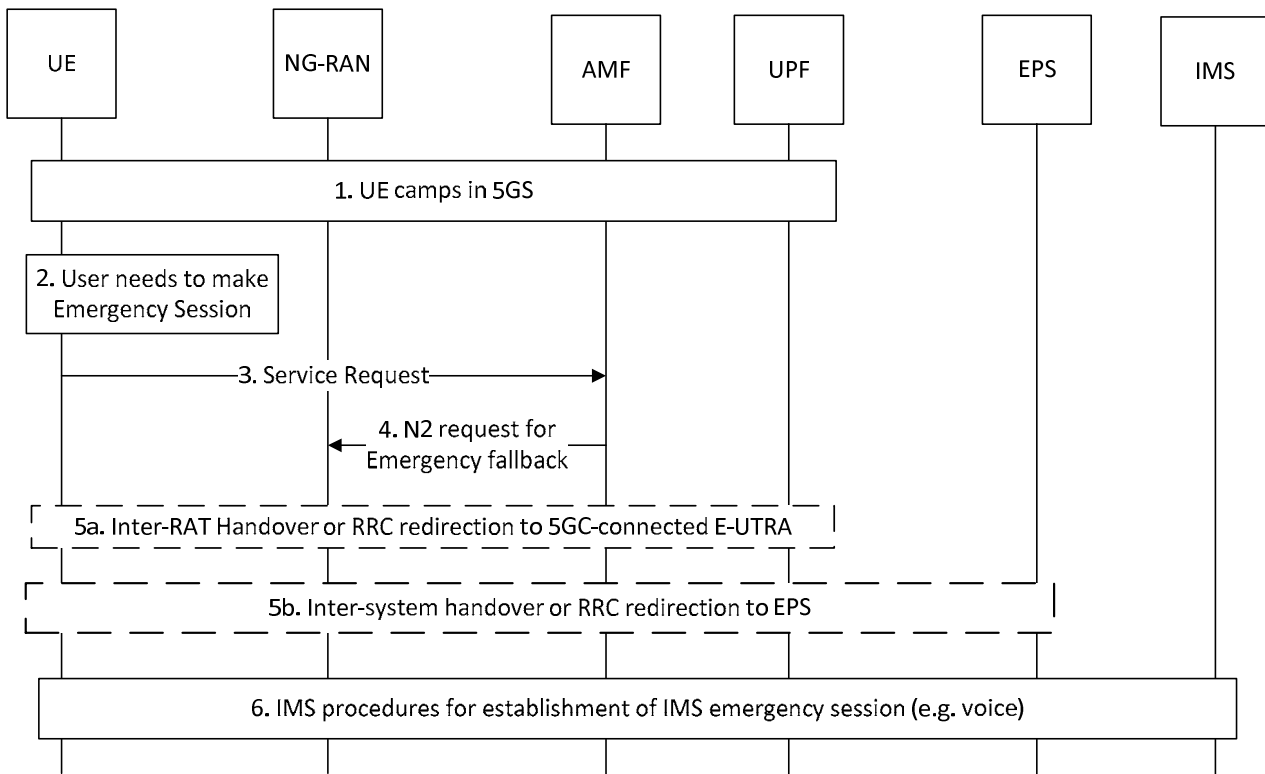 UE
NG-RAN
AMF
UPF
EPS
IMS
1. UE camps in 5GS
2. User needs to make
Emergency Session
3. Service Request
4. N2 request for
Emergency fallback
5a. Inter-RAT Handover or RRC redirection to 5GC-connected E-UTRA
5b. Inter-system handover or RRC redirection to EPS
6. IMS procedures for establishment of IMS emergency session (e.g. voice)